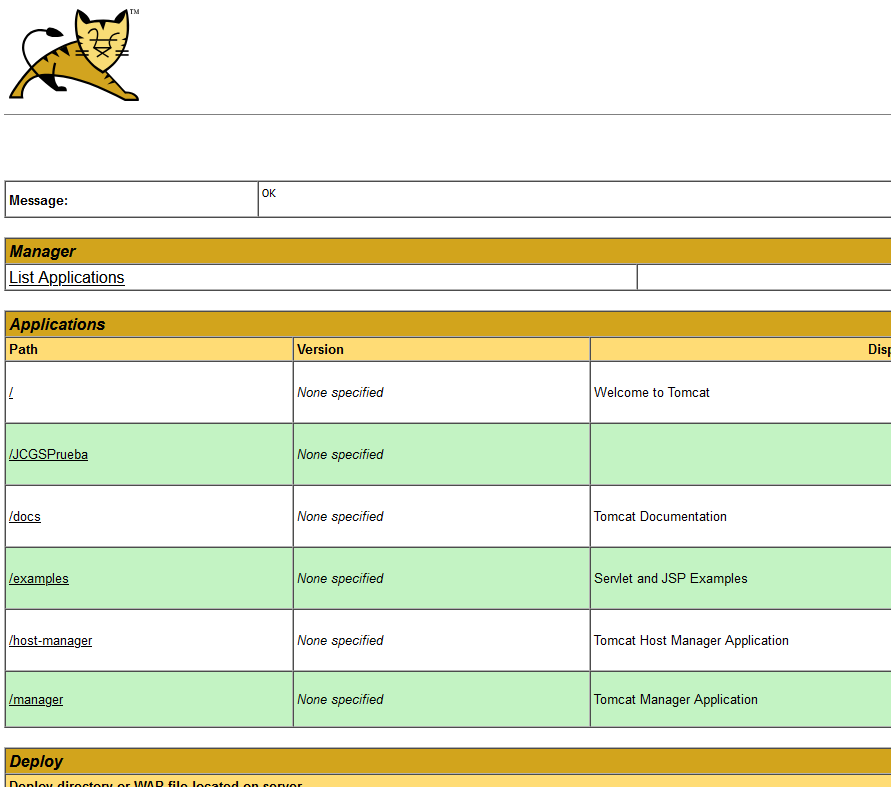 TM
Message: OK
Manager
List Applications
Applications
Path Version Disp
/ None specified Welcome to Tomcat
/JCGSPrueba None specified
/docs None specified Tomcat Documentation
/examples None specified Servlet and JSP Examples
/host-manager None specified Tomcat Host Manager Application
/manager None specified Tomcat Manager Application
Deploy
Deploy directory or WAR file located on server